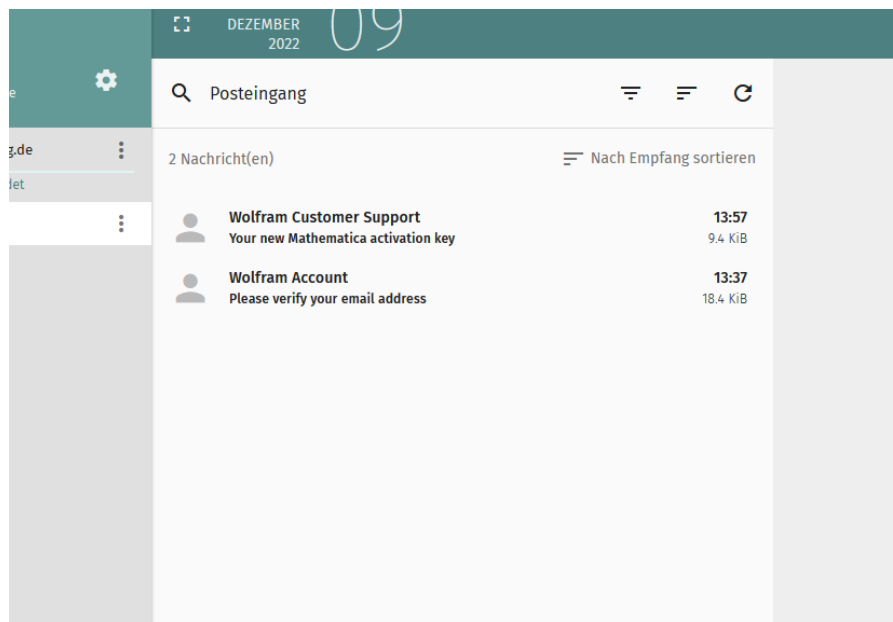 DEZEMBER
2022
09
e
Posteingang
g.de
2 Nachricht(en)
Nach Empfang sortieren
det
Wolfram Customer Support
13:57
Your new Mathematica activation key
9.4 KiB
Wolfram Account
13:37
Please verify your email address
18.4 KiB